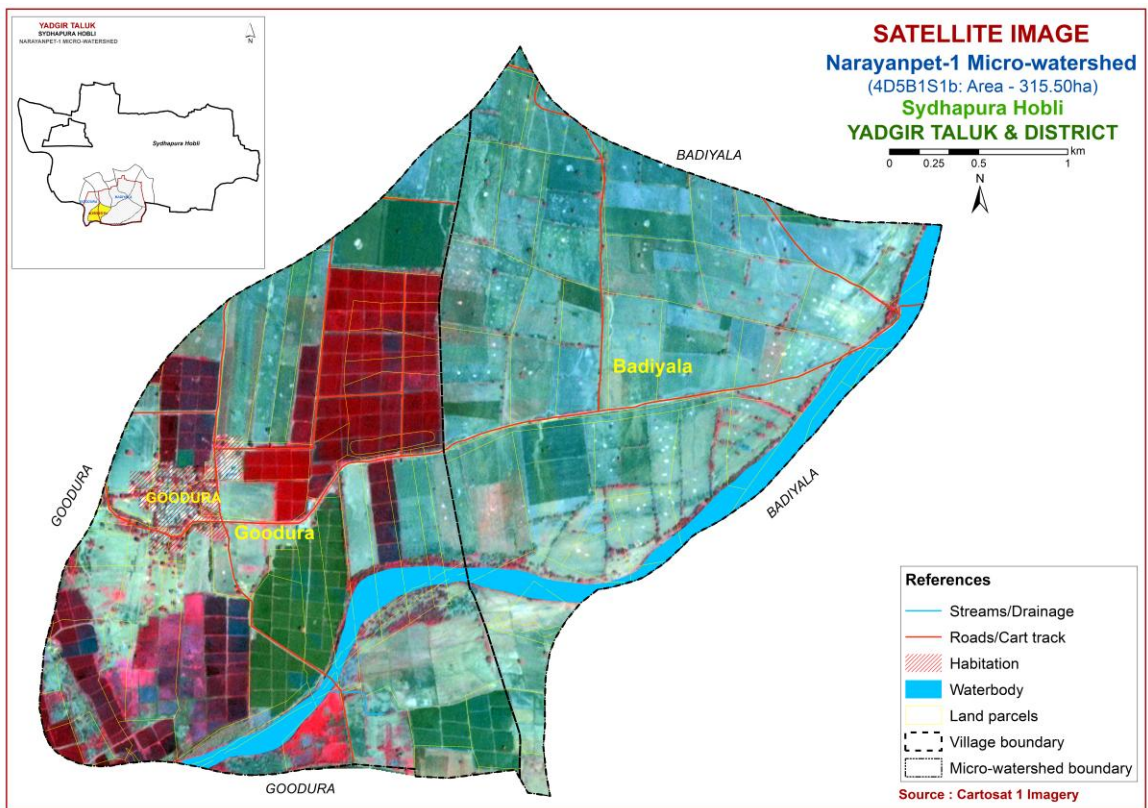 YADGIR TALUK
SYDHAPURA HOBLI
NARAYANPET-1 MICRO-WATERSHED
N
Sydhapura Hobli
SATELLITE IMAGE
Narayanpet-1 Micro-watershed
(4D5B1S1b: Area - 315.50ha)
Sydhapura Hobli
YADGIR TALUK & DISTRICT
km
0 0.25 0.5 1
N
BADIYALA
Badiyala
GOODURA
GOODURA
Goodura
BADIYALA
GOODURA
References
Streams/Drainage
Roads/Cart track
Habitation
Waterbody
Land parcels
Village boundary
Micro-watershed boundary
Source : Cartosat 1 Imagery